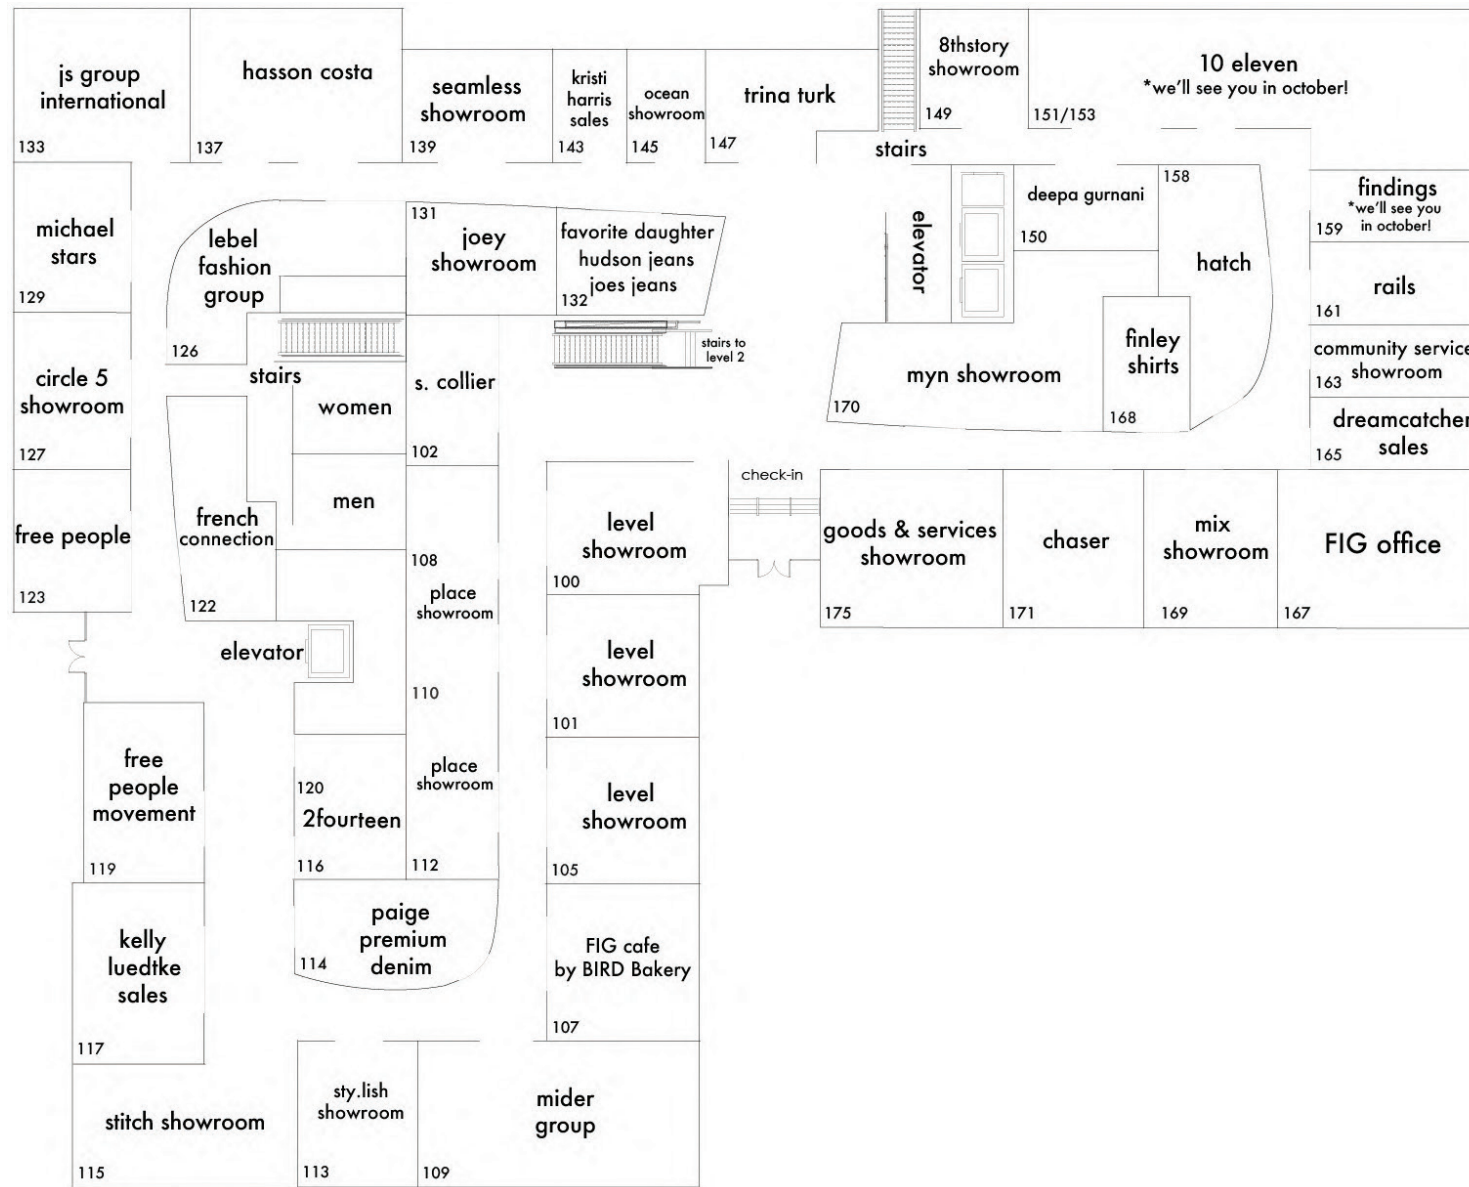 js group
international
133
hasson costa
137
seamless
showroom
139
kristi
harris
sales
143
ocean
showroom
145
trina turk
147
stairs
8thstory
showroom
149
10 eleven
*we'll see you in october!
151/153
michael
stars
129
lebel
fashion
group
126
131
joey
showroom
favorite daughter
hudson jeans
joes jeans
132
elevator
deepa gurnani
150
158
hatch
findings
*we'll see you
in october!
159
rails
161
circle 5
showroom
127
stairs
women
s. collier
102
stairs to
level 2
myn showroom
170
finley
shirts
168
community service
showroom
163
dreamcatcher
sales
165
free people
123
french
connection
122
men
108
place
showroom
110
level
showroom
100
check-in
goods & services
showroom
175
chaser
171
mix
showroom
169
FIG office
167
elevator
level
showroom
101
free
people
movement
119
120
2fourteen
116
place
showroom
112
level
showroom
105
kelly
luedtke
sales
117
paige
premium
denim
114
FIG cafe
by BIRD Bakery
107
stitch showroom
115
sty.lish
showroom
113
mider
group
109